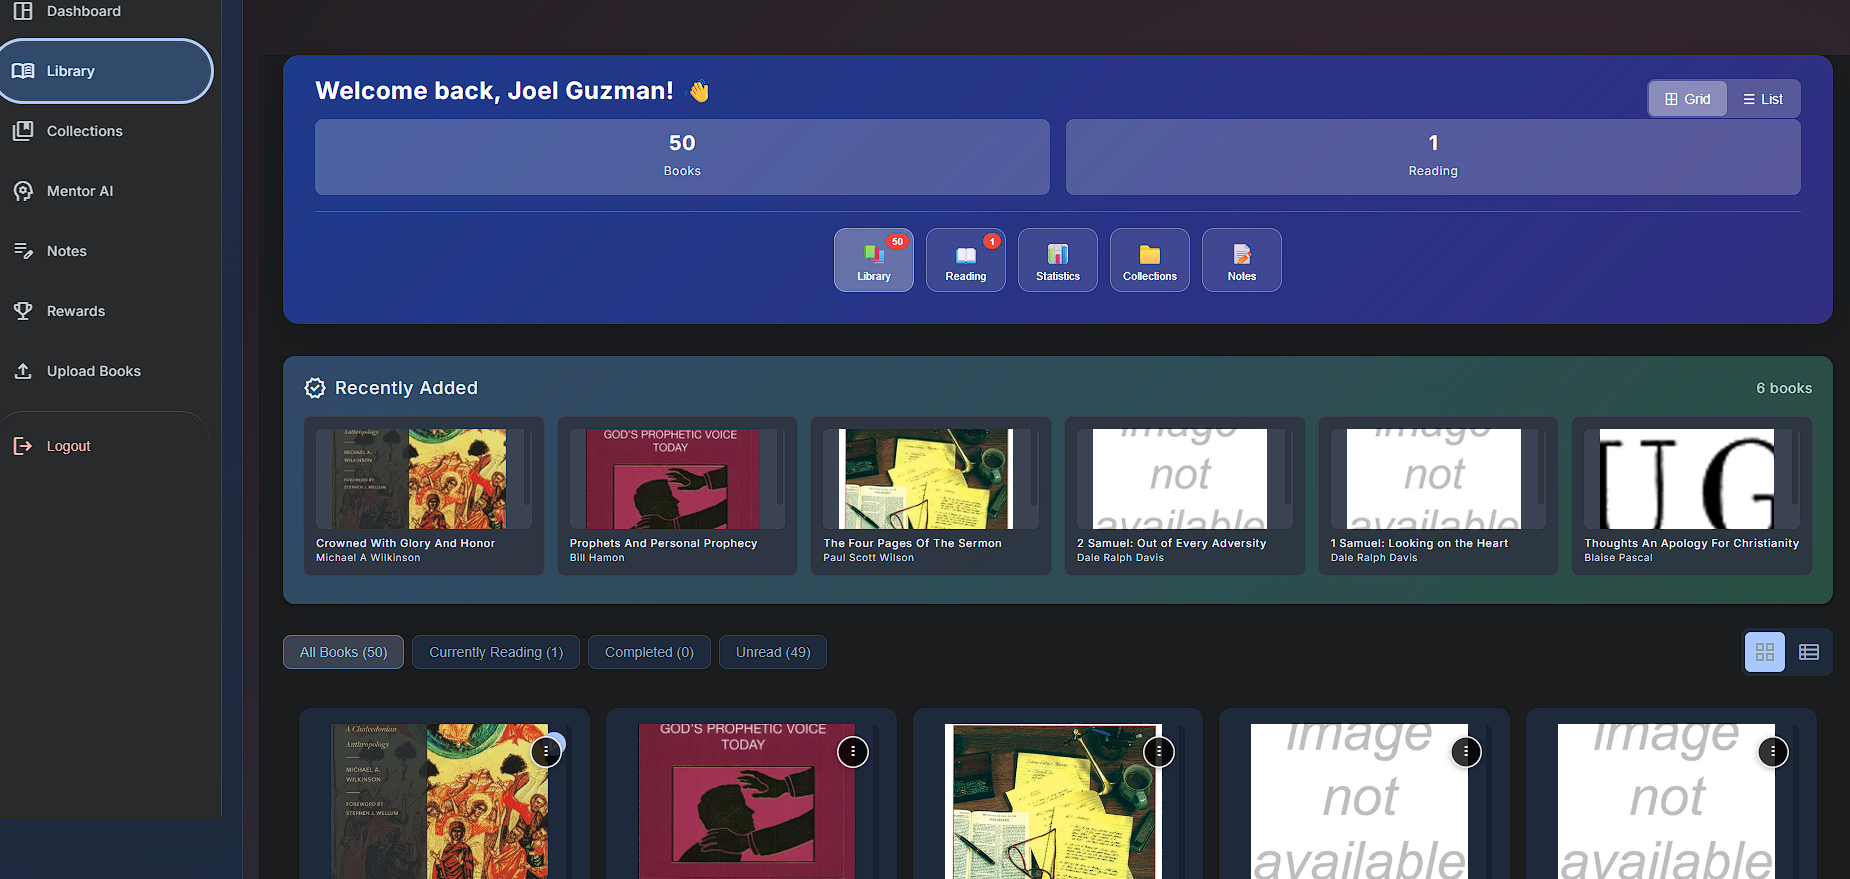 Dashboard
Library
Collections
Mentor AI
Notes
Rewards
Upload Books
Logout
Welcome back, Joel Guzman! 👋
Grid
List
50
Books
1
Reading
50
Library
1
Reading
Statistics
Collections
Notes
Recently Added
6 books
Anthropology
MICHAEL A.
WILKINSON
FOREWORD BY
STEPHEN J. WELLUM
Crowned With Glory And Honor
Michael A Wilkinson
GOD'S PROPHETIC VOICE
TODAY
Prophets And Personal Prophecy
Bill Hamon
The Four Pages Of The Sermon
Paul Scott Wilson
image
not
available
2 Samuel: Out of Every Adversity
Dale Ralph Davis
image
not
available
1 Samuel: Looking on the Heart
Dale Ralph Davis
UG
Thoughts An Apology For Christianity
Blaise Pascal
All Books (50)
Currently Reading (1)
Completed (0)
Unread (49)
A Chalcedonian
Anthropology
MICHAEL A.
WILKINSON
FOREWORD BY
STEPHEN J. WELLUM
GOD'S PROPHETIC VOICE
TODAY
image
not
available
image
not
available